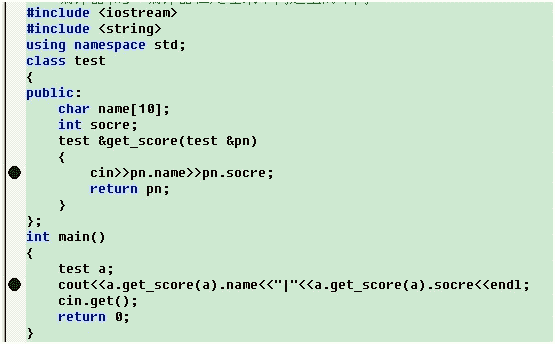 #include <iostream>
#include <string>
using namespace std;
class test
{
public:
    char name[10];
    int socre;
    test &get_score(test &pn)
    {
        cin>>pn.name>>pn.socre;
        return pn;
    }
};
int main()
{
    test a;
    cout<<a.get_score(a).name<<"|"<<a.get_score(a).socre<<endl;
    cin.get();
    return 0;
}